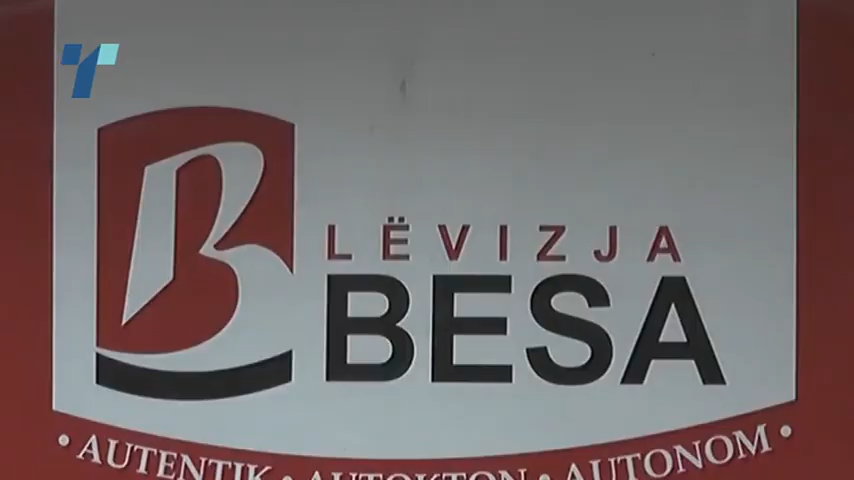 LËVIZJA
BESA
• AUTENTIK • AUTOKTON • AUTONOM •